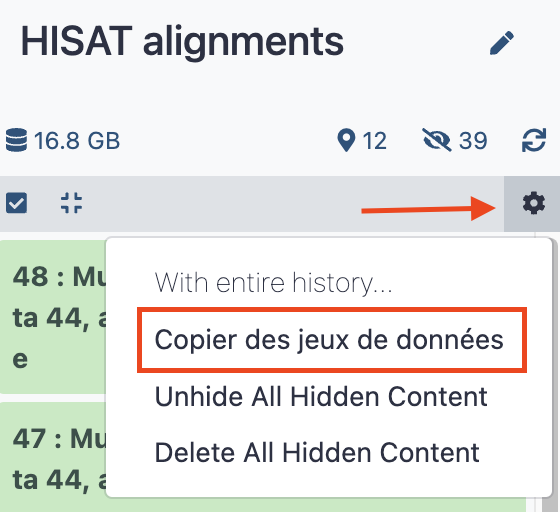 HISAT alignments
16.8 GB 12 39
With entire history...
48 : Mu
Copier des jeux de données
ta 44, a
e
Unhide All Hidden Content
47 : Mu
Delete All Hidden Content
ta 44, a